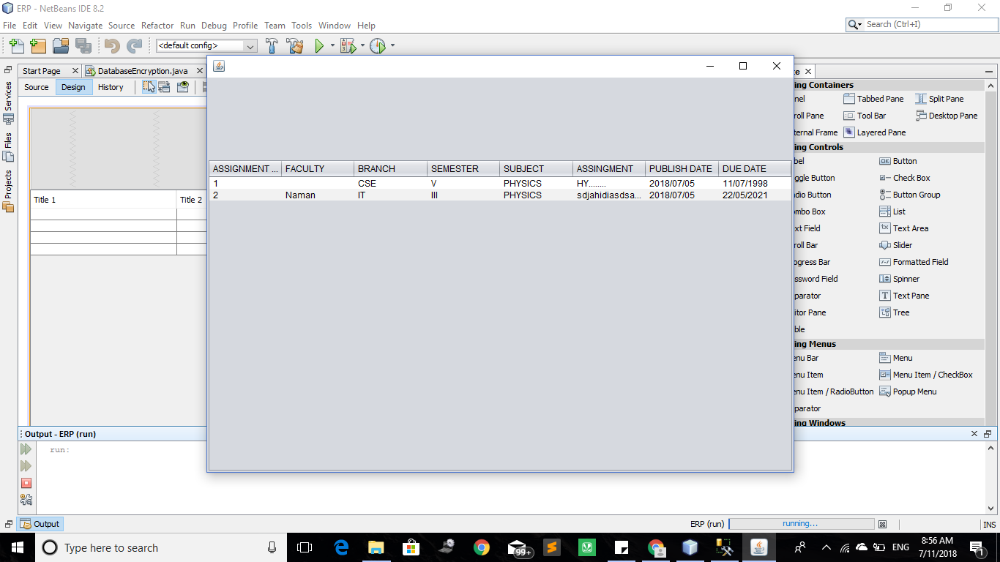 ERP - NetBeans IDE 8.2
File Edit View Navigate Source Refactor Run Debug Profile Team Tools Window Help
Search (Ctrl+I)
<default config>
Start Page
DatabaseEncryption.java
Source Design History
Services
Files
Projects
Title 1 Title 2
ASSIGNMENT ... FACULTY BRANCH SEMESTER SUBJECT ASSINGMENT PUBLISH DATE DUE DATE
1 CSE V PHYSICS HY........ 2018/07/05 11/07/1998
2 Naman IT III PHYSICS sdjahidiasdsa... 2018/07/05 22/05/2021
te
ing Containers
nel Tabbed Pane Split Pane
roll Pane Tool Bar Desktop Pane
ternal Frame Layered Pane
ing Controls
bel Button
ggle Button Check Box
dio Button Button Group
mbo Box List
xt Field Text Area
roll Bar Slider
ogress Bar Formatted Field
ssword Field Spinner
parator Text Pane
itor Pane Tree
ble
ing Menus
enu Bar Menu
enu Item Menu Item / CheckBox
enu Item / RadioButton Popup Menu
parator
ing Windows
Output - ERP (run)
run:
Output
ERP (run) running... INS
Type here to search
99+
ENG
8:56 AM
7/11/2018
1